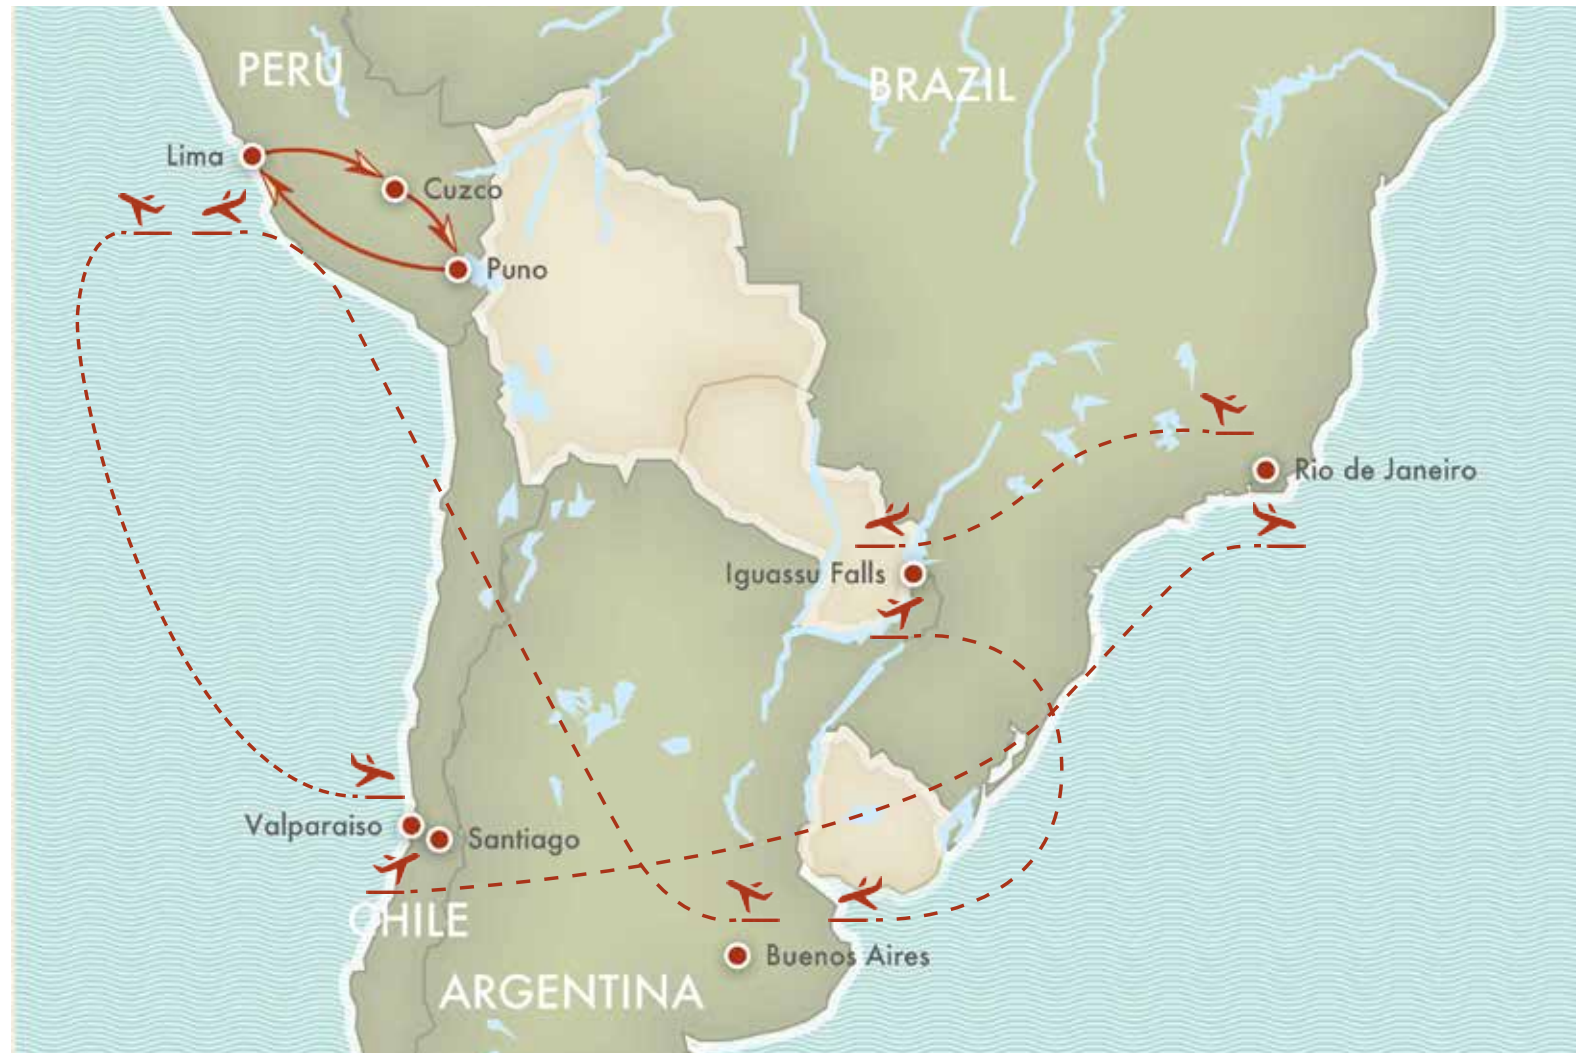 PERU
BRAZIL
Lima
Cuzco
Puno
Rio de Janeiro
Iguassu Falls
Valparaiso
Santiago
CHILE
Buenos Aires
ARGENTINA